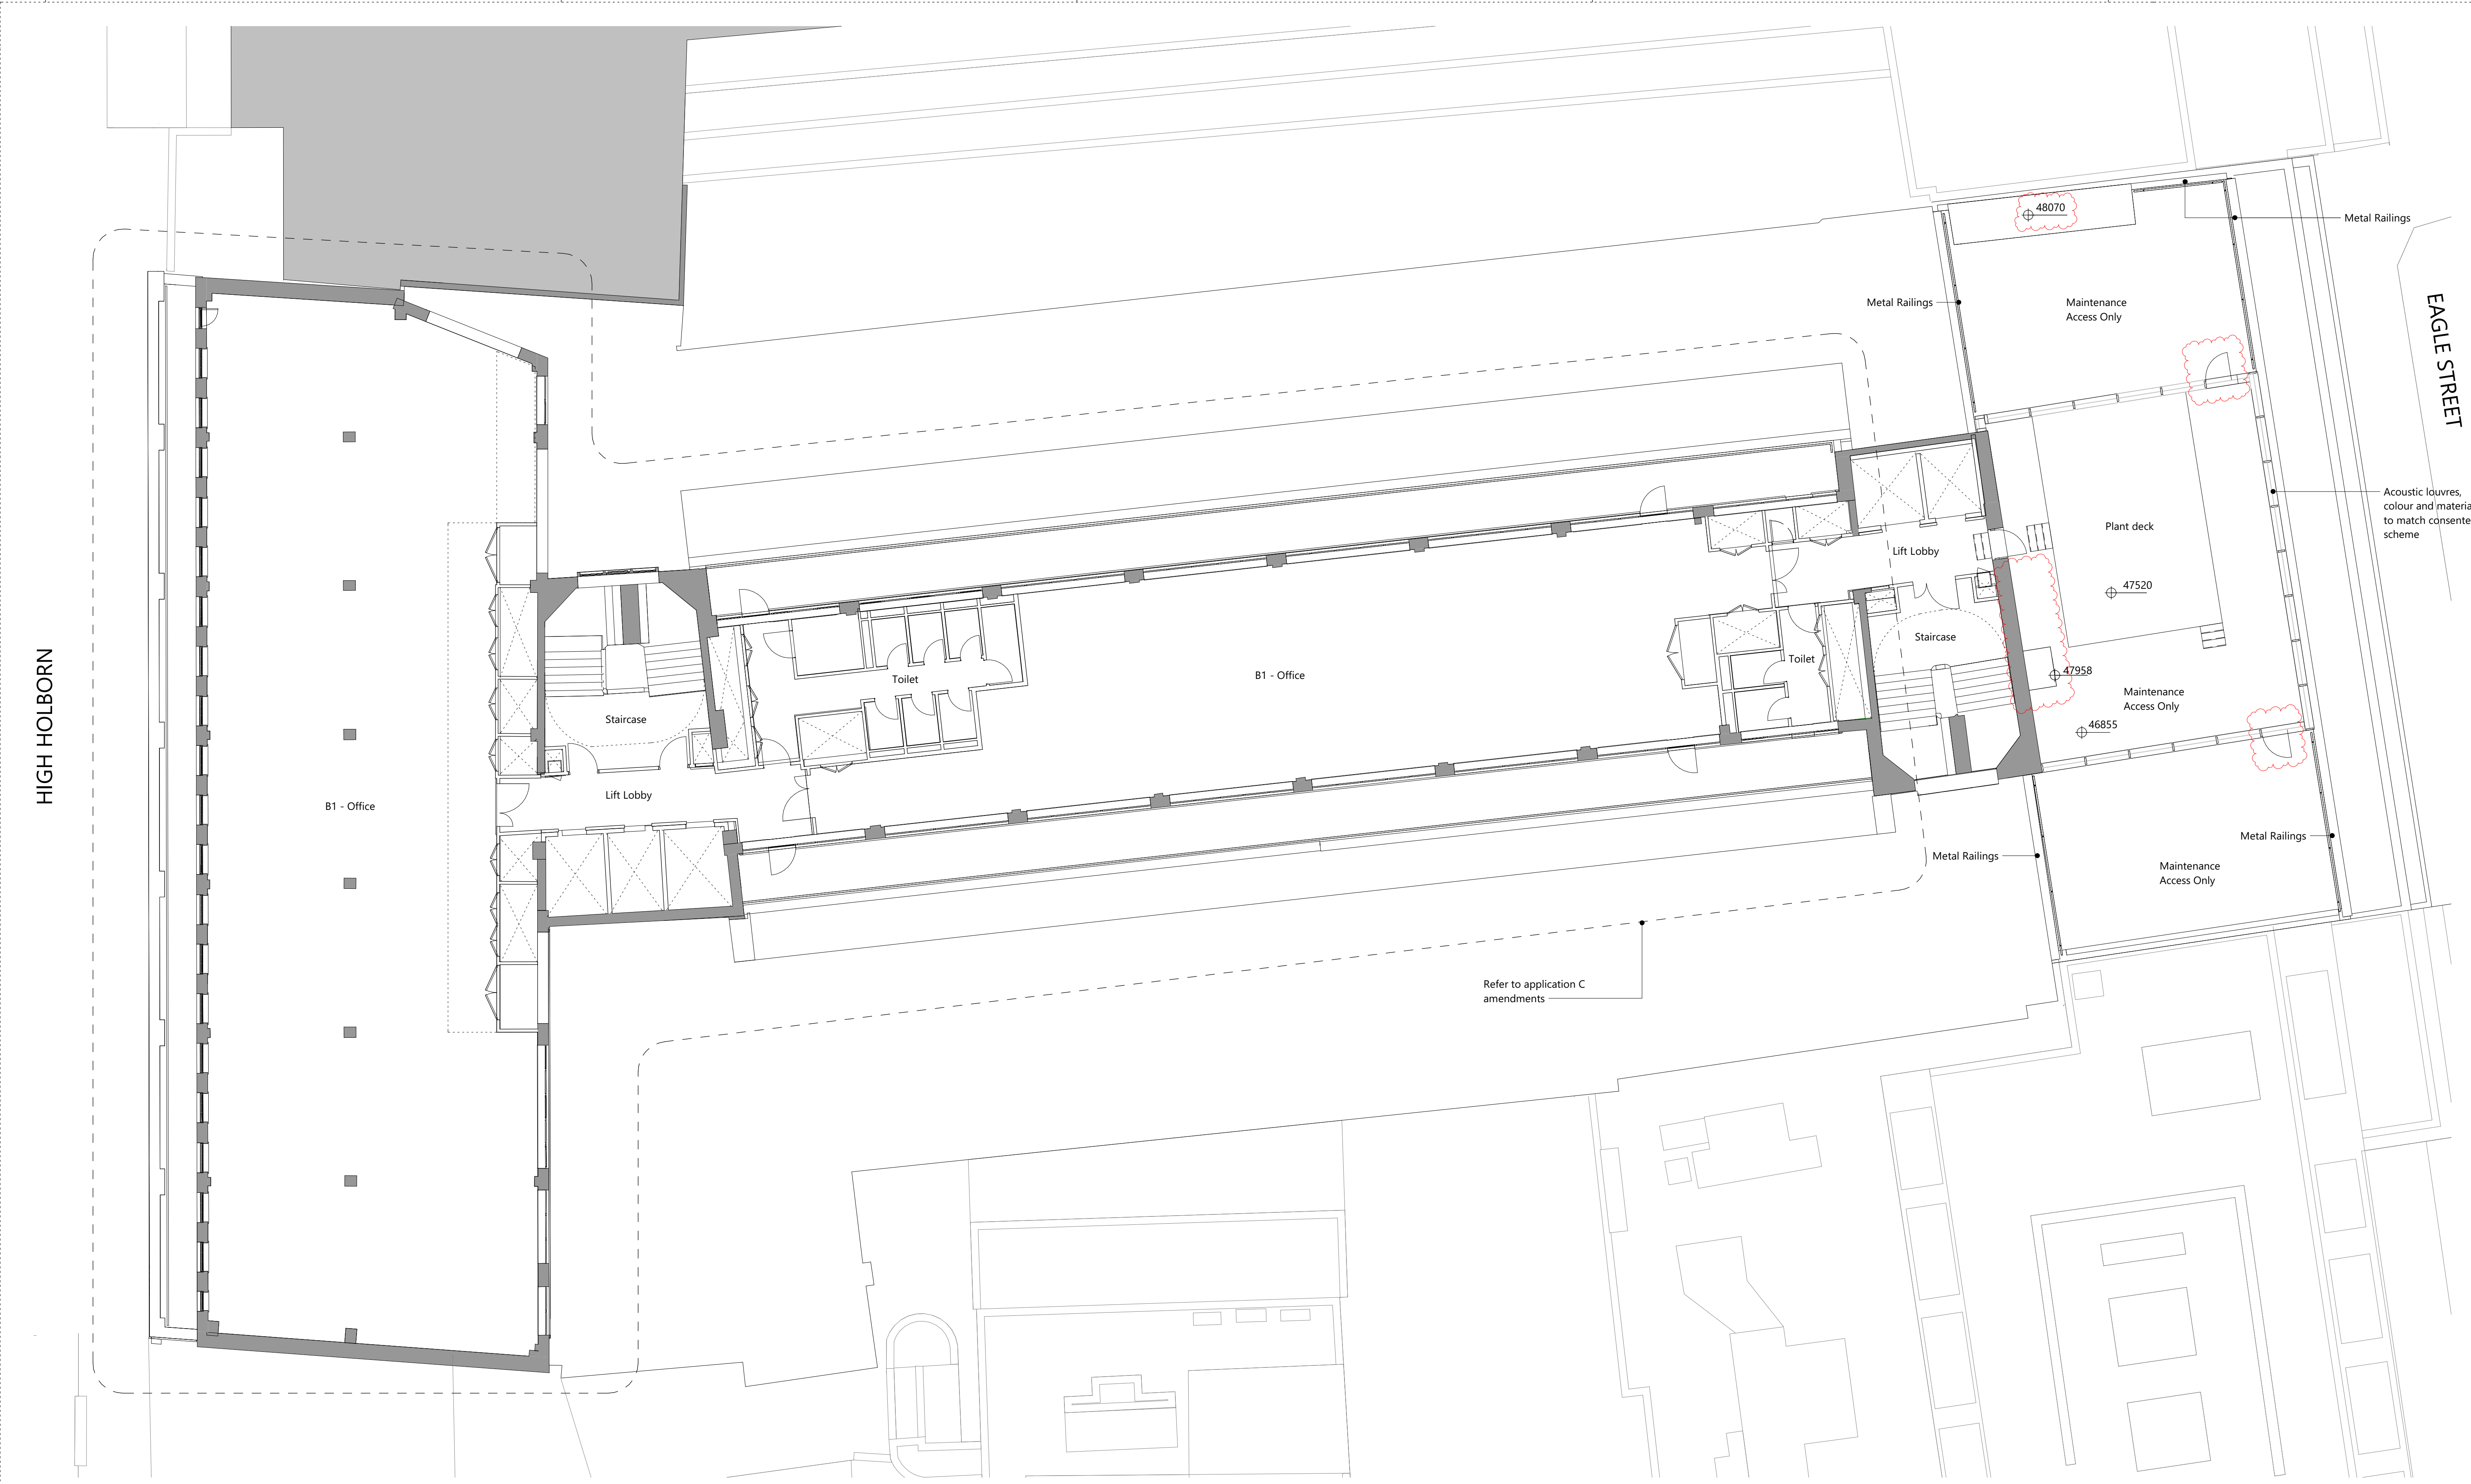 48070
Metal Railings
Metal Railings
Maintenance
Access Only
EAGLE STREET
Acoustic louvres,
colour and materia
to match consente
scheme
Plant deck
Lift Lobby
47520
Staircase
Toilet
B1 - Office
Toilet
47958
Maintenance
Access Only
46855
Staircase
HIGH HOLBORN
Lift Lobby
B1 - Office
Metal Railings
Metal Railings
Maintenance
Access Only
Refer to application C
amendments